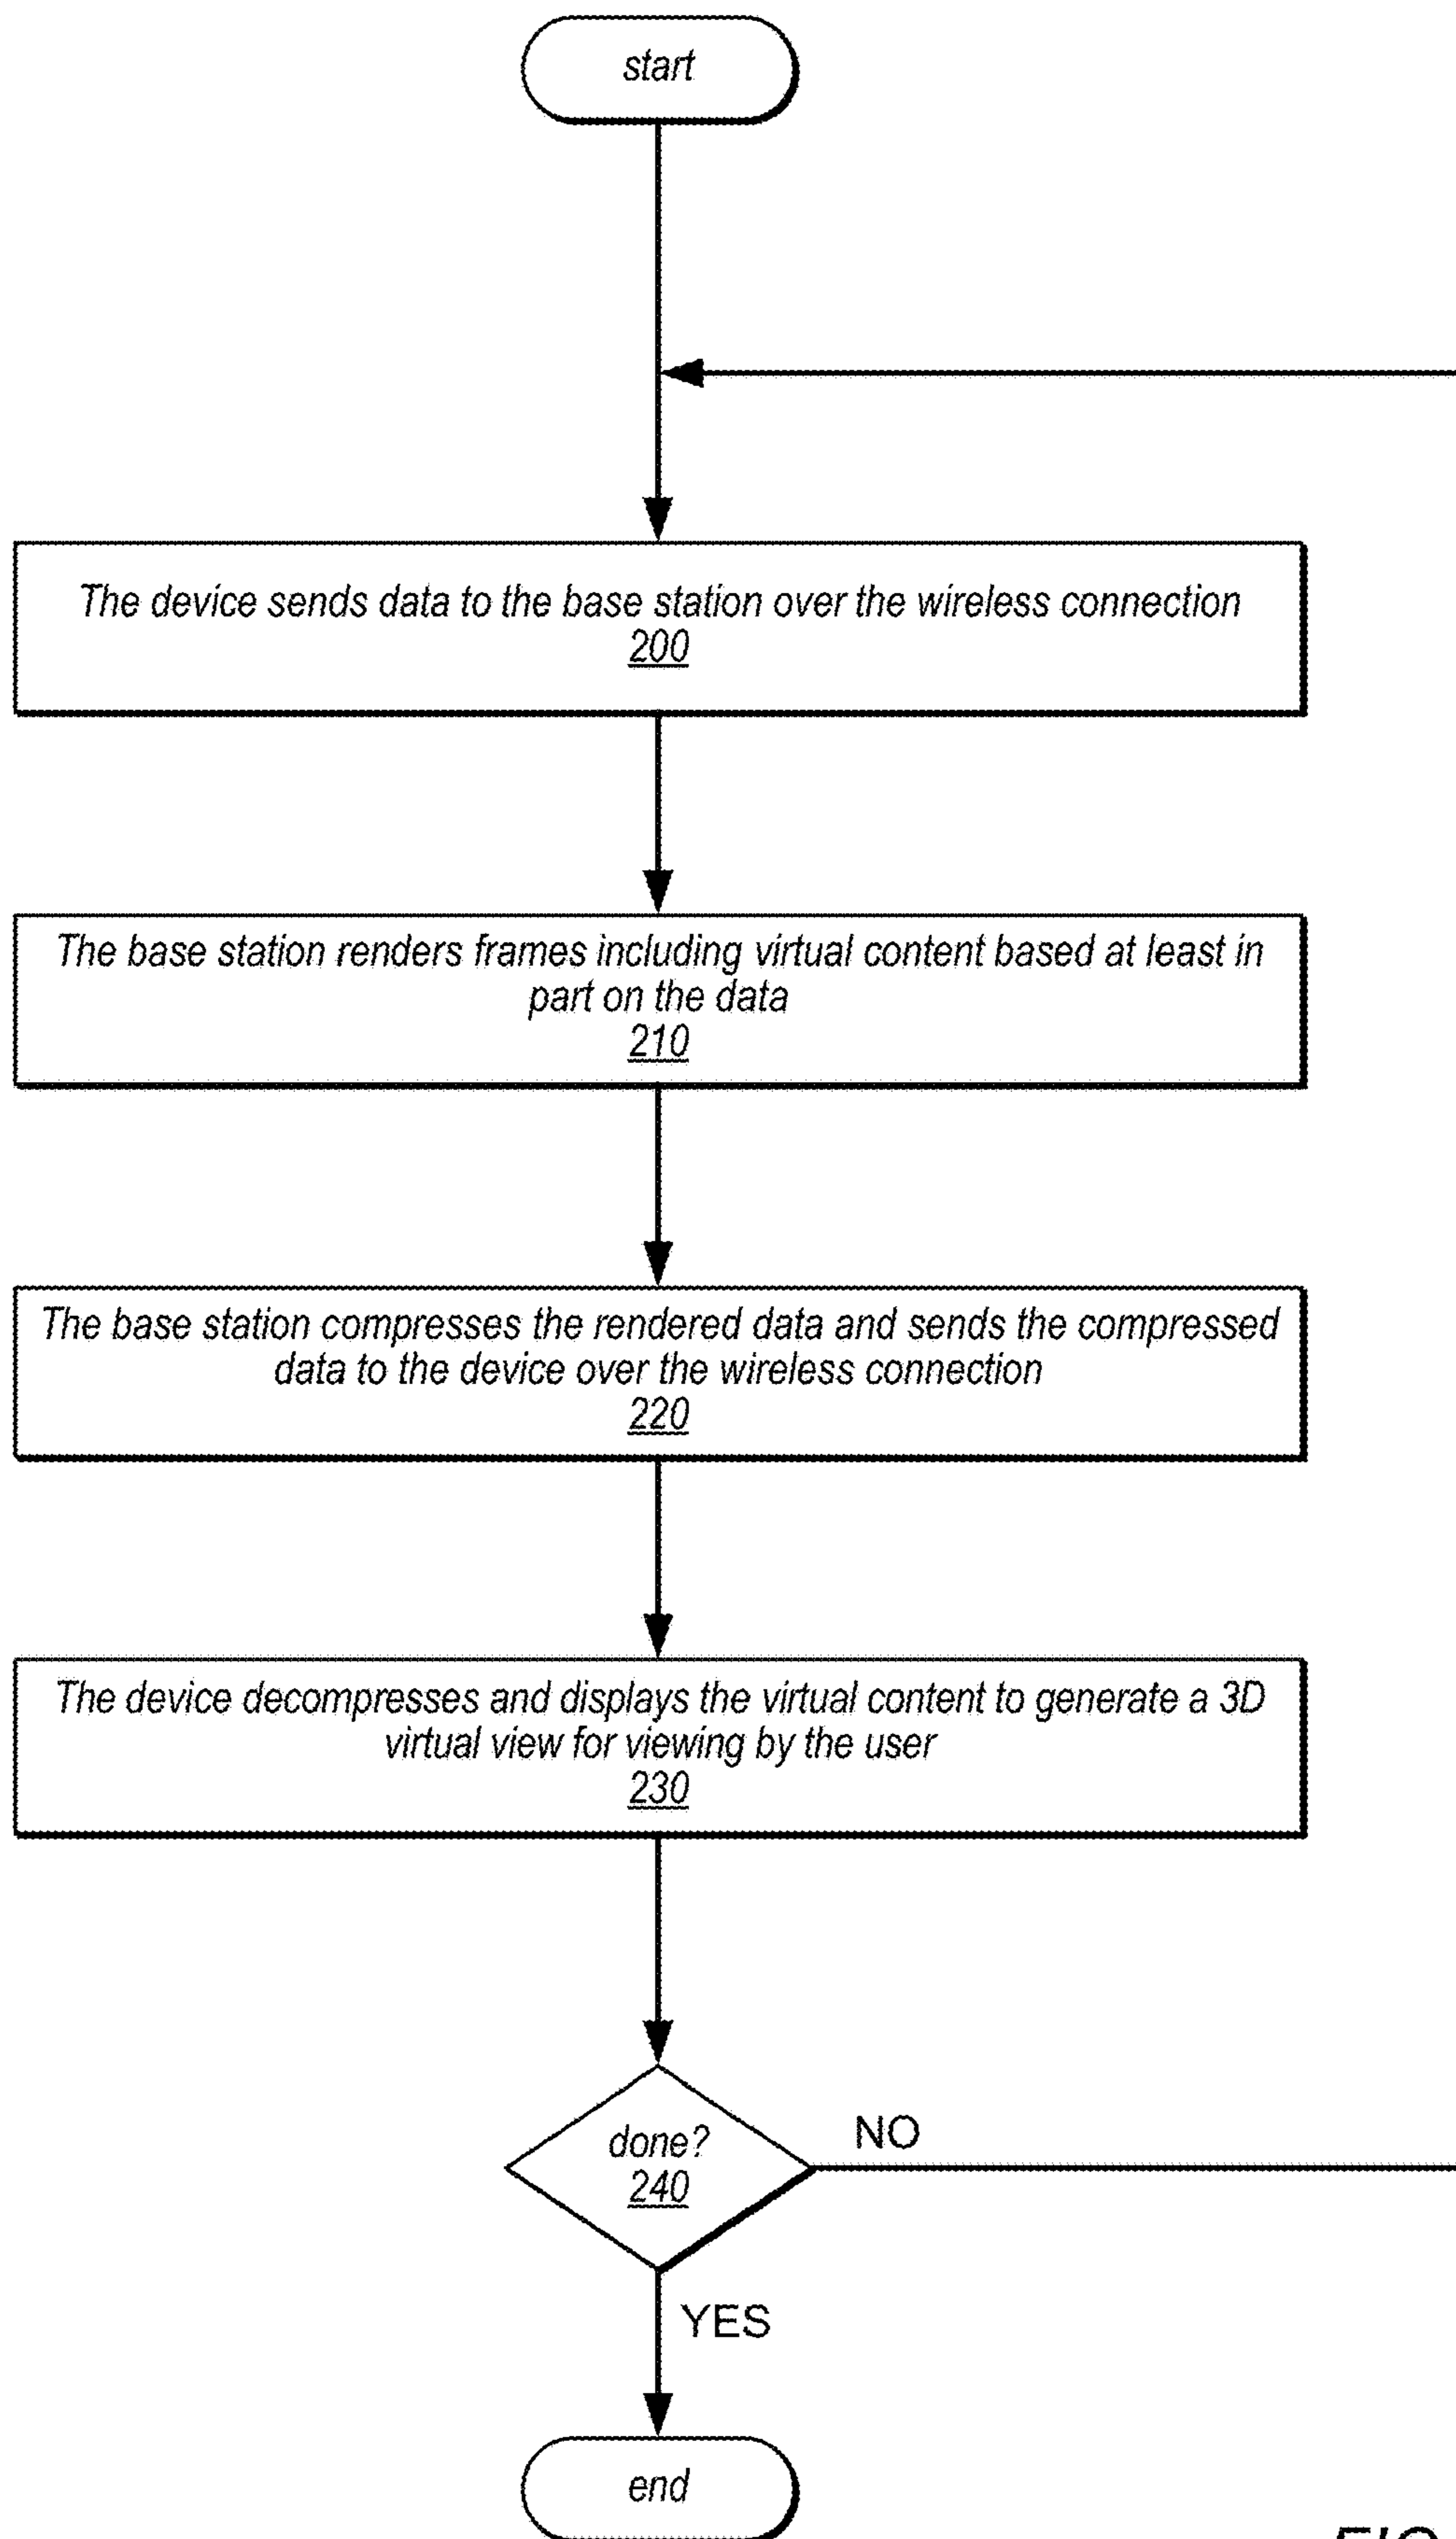 start
The device sends data to the base station over the wireless connection
200
The base station renders frames including virtual content based at least in
part on the data
210
The base station compresses the rendered data and sends the compressed
data to the device over the wireless connection
220
The device decompresses and displays the virtual content to generate a 3D
virtual view for viewing by the user
230
done?
240
NO
YES
end